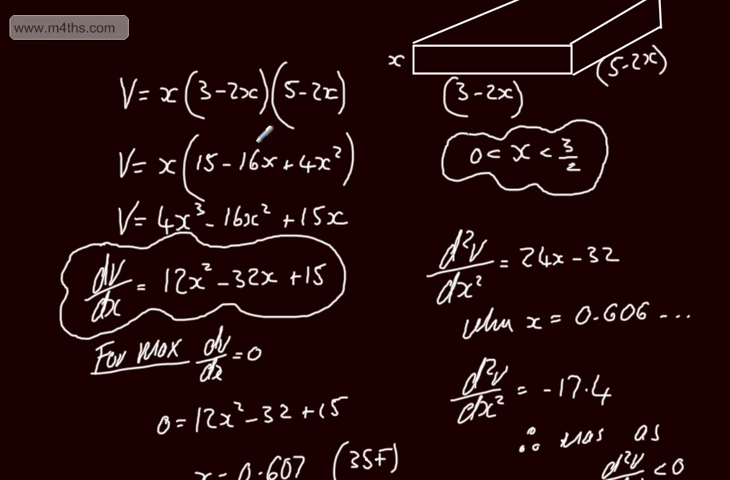 www.m4ths.com
V = x(3-2x)(5-2x)
V = x(15-16x+4x²)
V = 4x³-16x²+15x
dv/dx = 12x²-32x+15
For max dv/dx = 0
0 = 12x²-32+15
x = 0.607 (3SF)
x
(3-2x)
(5-2x)
0 < x < 3/2
d²V/dx² = 24x-32
when x = 0.606 ...
d²V/dx² = -17.4
∴ max as
d²V/dx² < 0